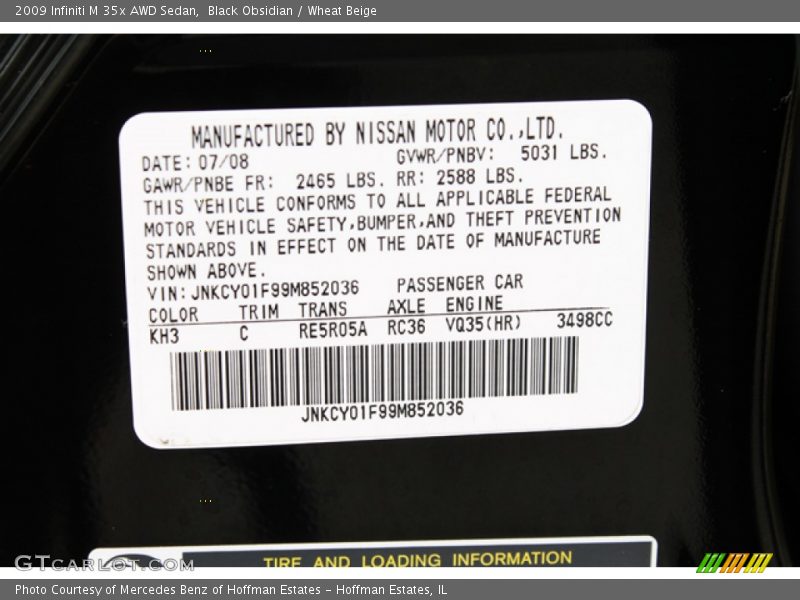 2009 Infiniti M 35x AWD Sedan,  Black Obsidian / Wheat Beige
MANUFACTURED BY NISSAN MOTOR CO.,LTD.
DATE: 07/08 GVWR/PNBV: 5031 LBS.
GAWR/PNBE FR: 2465 LBS. RR: 2588 LBS.
THIS VEHICLE CONFORMS TO ALL APPLICABLE FEDERAL
MOTOR VEHICLE SAFETY,BUMPER,AND THEFT PREVENTION
STANDARDS IN EFFECT ON THE DATE OF MANUFACTURE
SHOWN ABOVE.
VIN: JNKCY01F99M852036 PASSENGER CAR
COLOR TRIM TRANS AXLE ENGINE
KH3 C RE5R05A RC36 VQ35(HR) 3498CC
JNKCY01F99M852036
TIRE AND LOADING INFORMATION
GTCARLOT.COM
Photo Courtesy of Mercedes Benz of Hoffman Estates - Hoffman Estates, IL